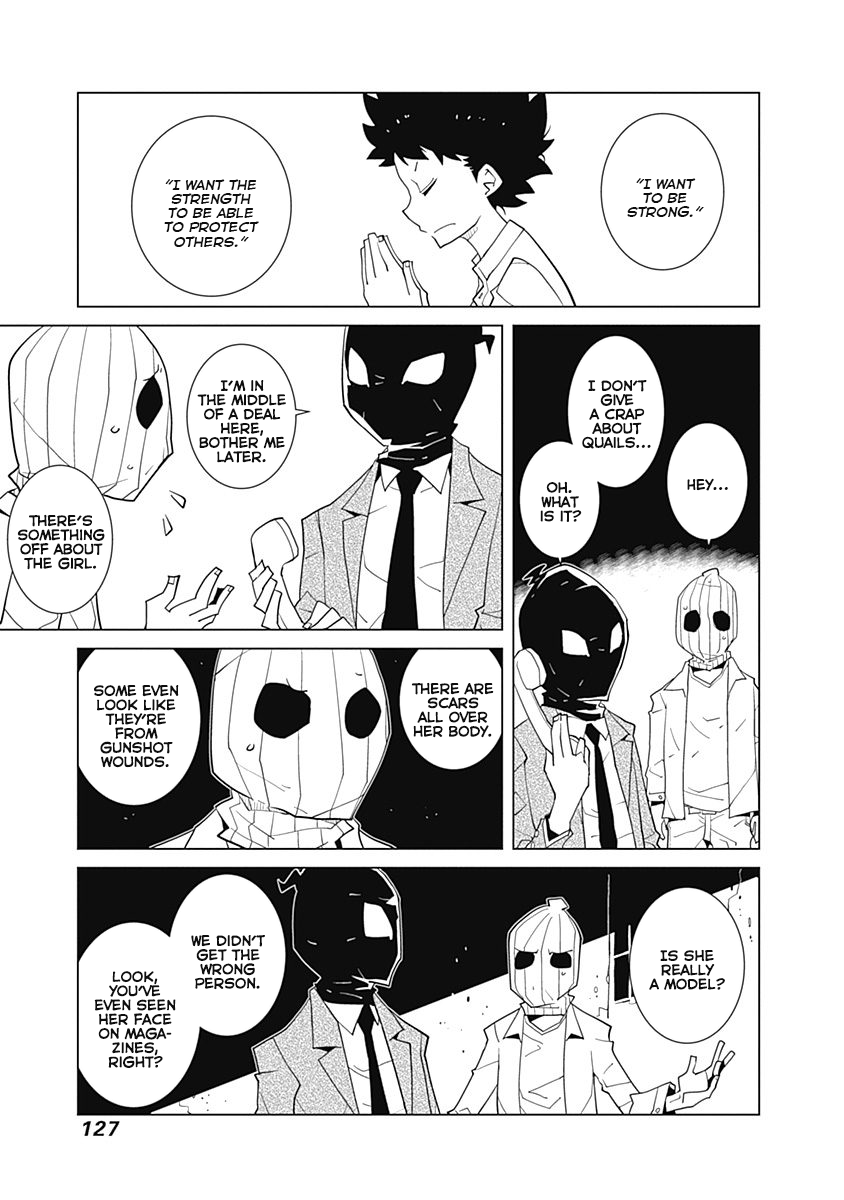 "I WANT
TO BE
STRONG."
"I WANT THE
STRENGTH
TO BE ABLE
TO PROTECT
OTHERS."
HEY...
I DON'T
GIVE
A CRAP
ABOUT
QUAILS...
OH.
WHAT
IS IT?
I'M IN
THE MIDDLE
OF A DEAL
HERE,
BOTHER ME
LATER.
THERE'S
SOMETHING
OFF ABOUT
THE GIRL.
THERE ARE
SCARS
ALL OVER
HER BODY.
SOME EVEN
LOOK LIKE
THEY'RE
FROM
GUNSHOT
WOUNDS.
IS SHE
REALLY
A MODEL?
WE DIDN'T
GET THE
WRONG
PERSON.
LOOK,
YOU'VE
EVEN SEEN
HER FACE
ON MAGA-
ZINES,
RIGHT?
127